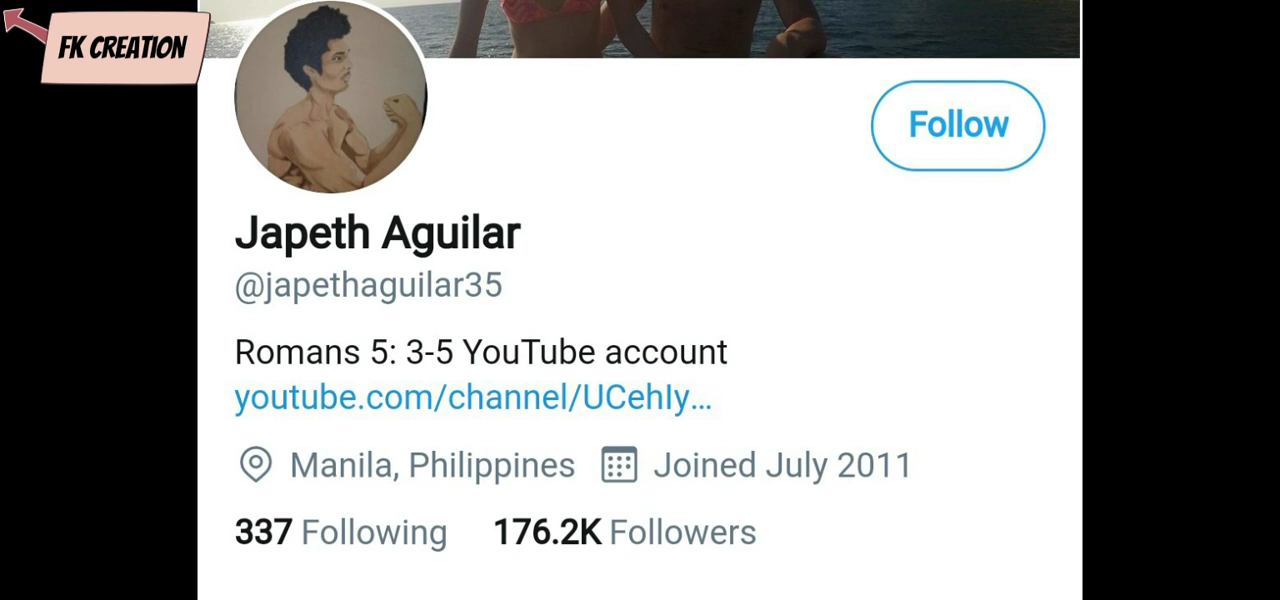 FK CREATION
Follow
Japeth Aguilar
@japethaguilar35
Romans 5: 3-5 YouTube account
youtube.com/channel/UCehIy…
Manila, Philippines Joined July 2011
337 Following 176.2K Followers